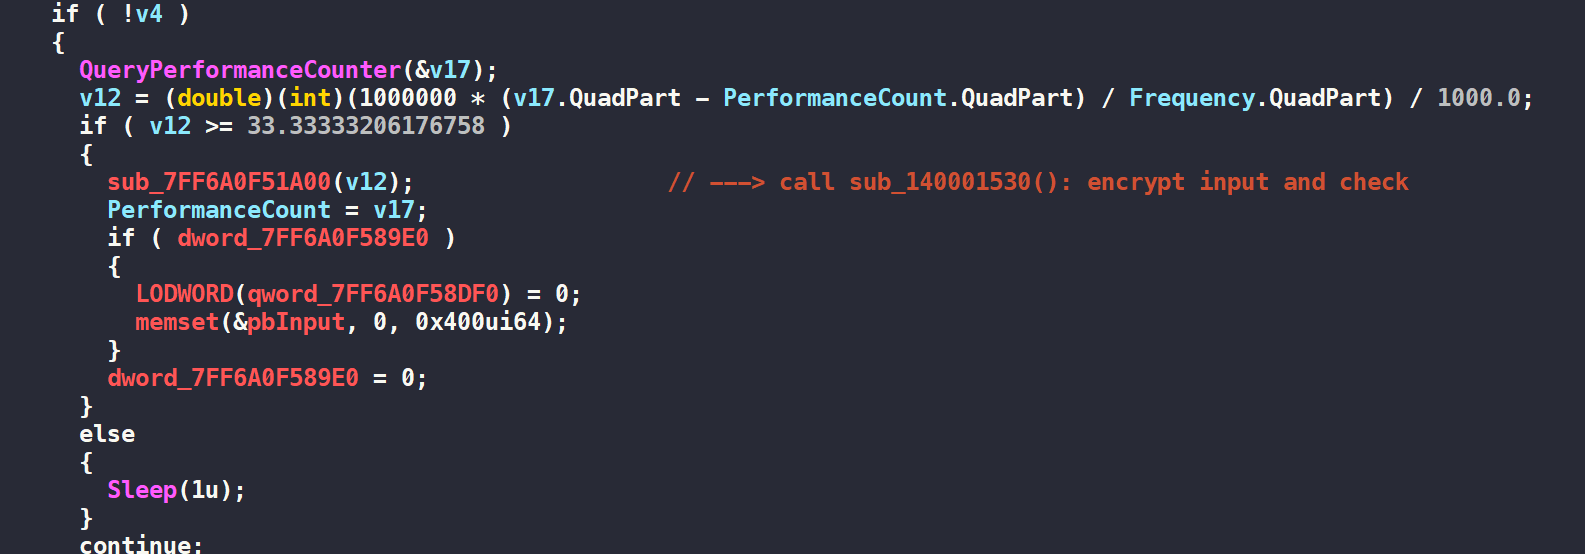 if ( !v4 )
{
QueryPerformanceCounter(&v17);
v12 = (double)(int)(1000000 * (v17.QuadPart - PerformanceCount.QuadPart) / Frequency.QuadPart) / 1000.0;
if ( v12 >= 33.33333206176758 )
{
sub_7FF6A0F51A00(v12); // ---> call sub_140001530(): encrypt input and check
PerformanceCount = v17;
if ( dword_7FF6A0F589E0 )
{
LODWORD(qword_7FF6A0F58DF0) = 0;
memset(&pbInput, 0, 0x400ui64);
}
dword_7FF6A0F589E0 = 0;
}
else
{
Sleep(1u);
}
continue;